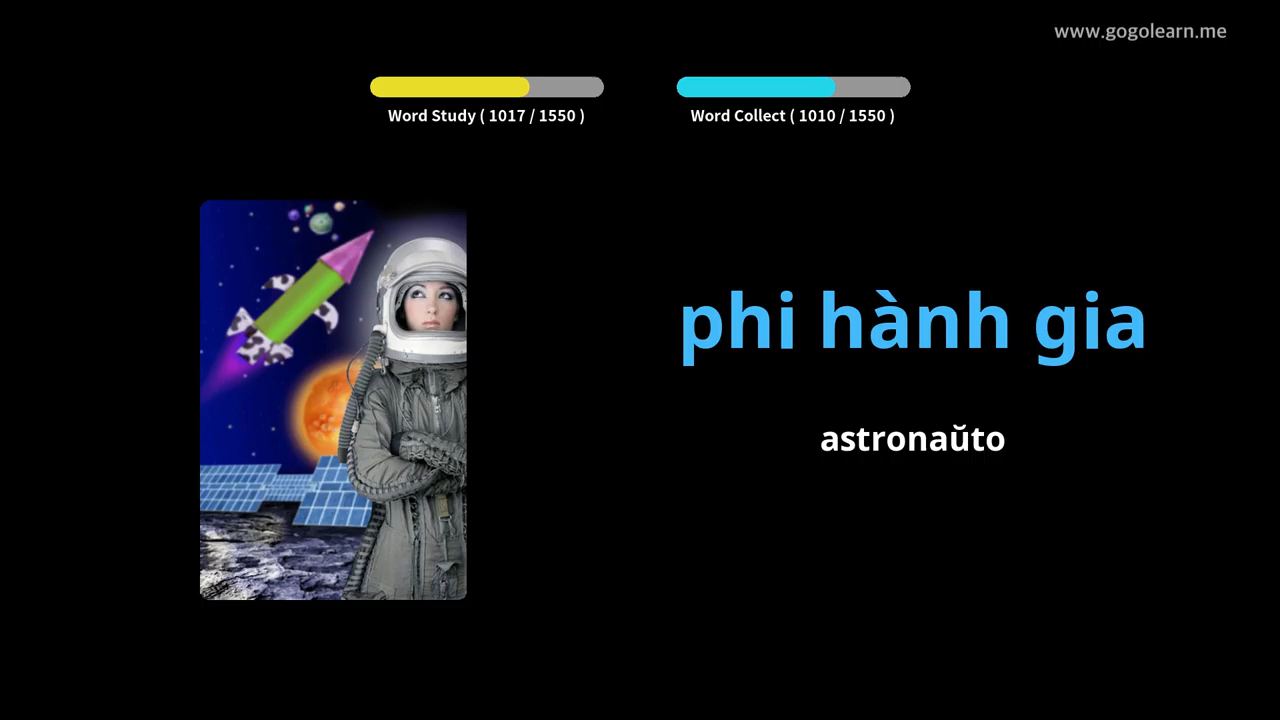 www.gogolearn.me
Word Study ( 1017 / 1550 )
Word Collect ( 1010 / 1550 )
phi hành gia
astronaŭto